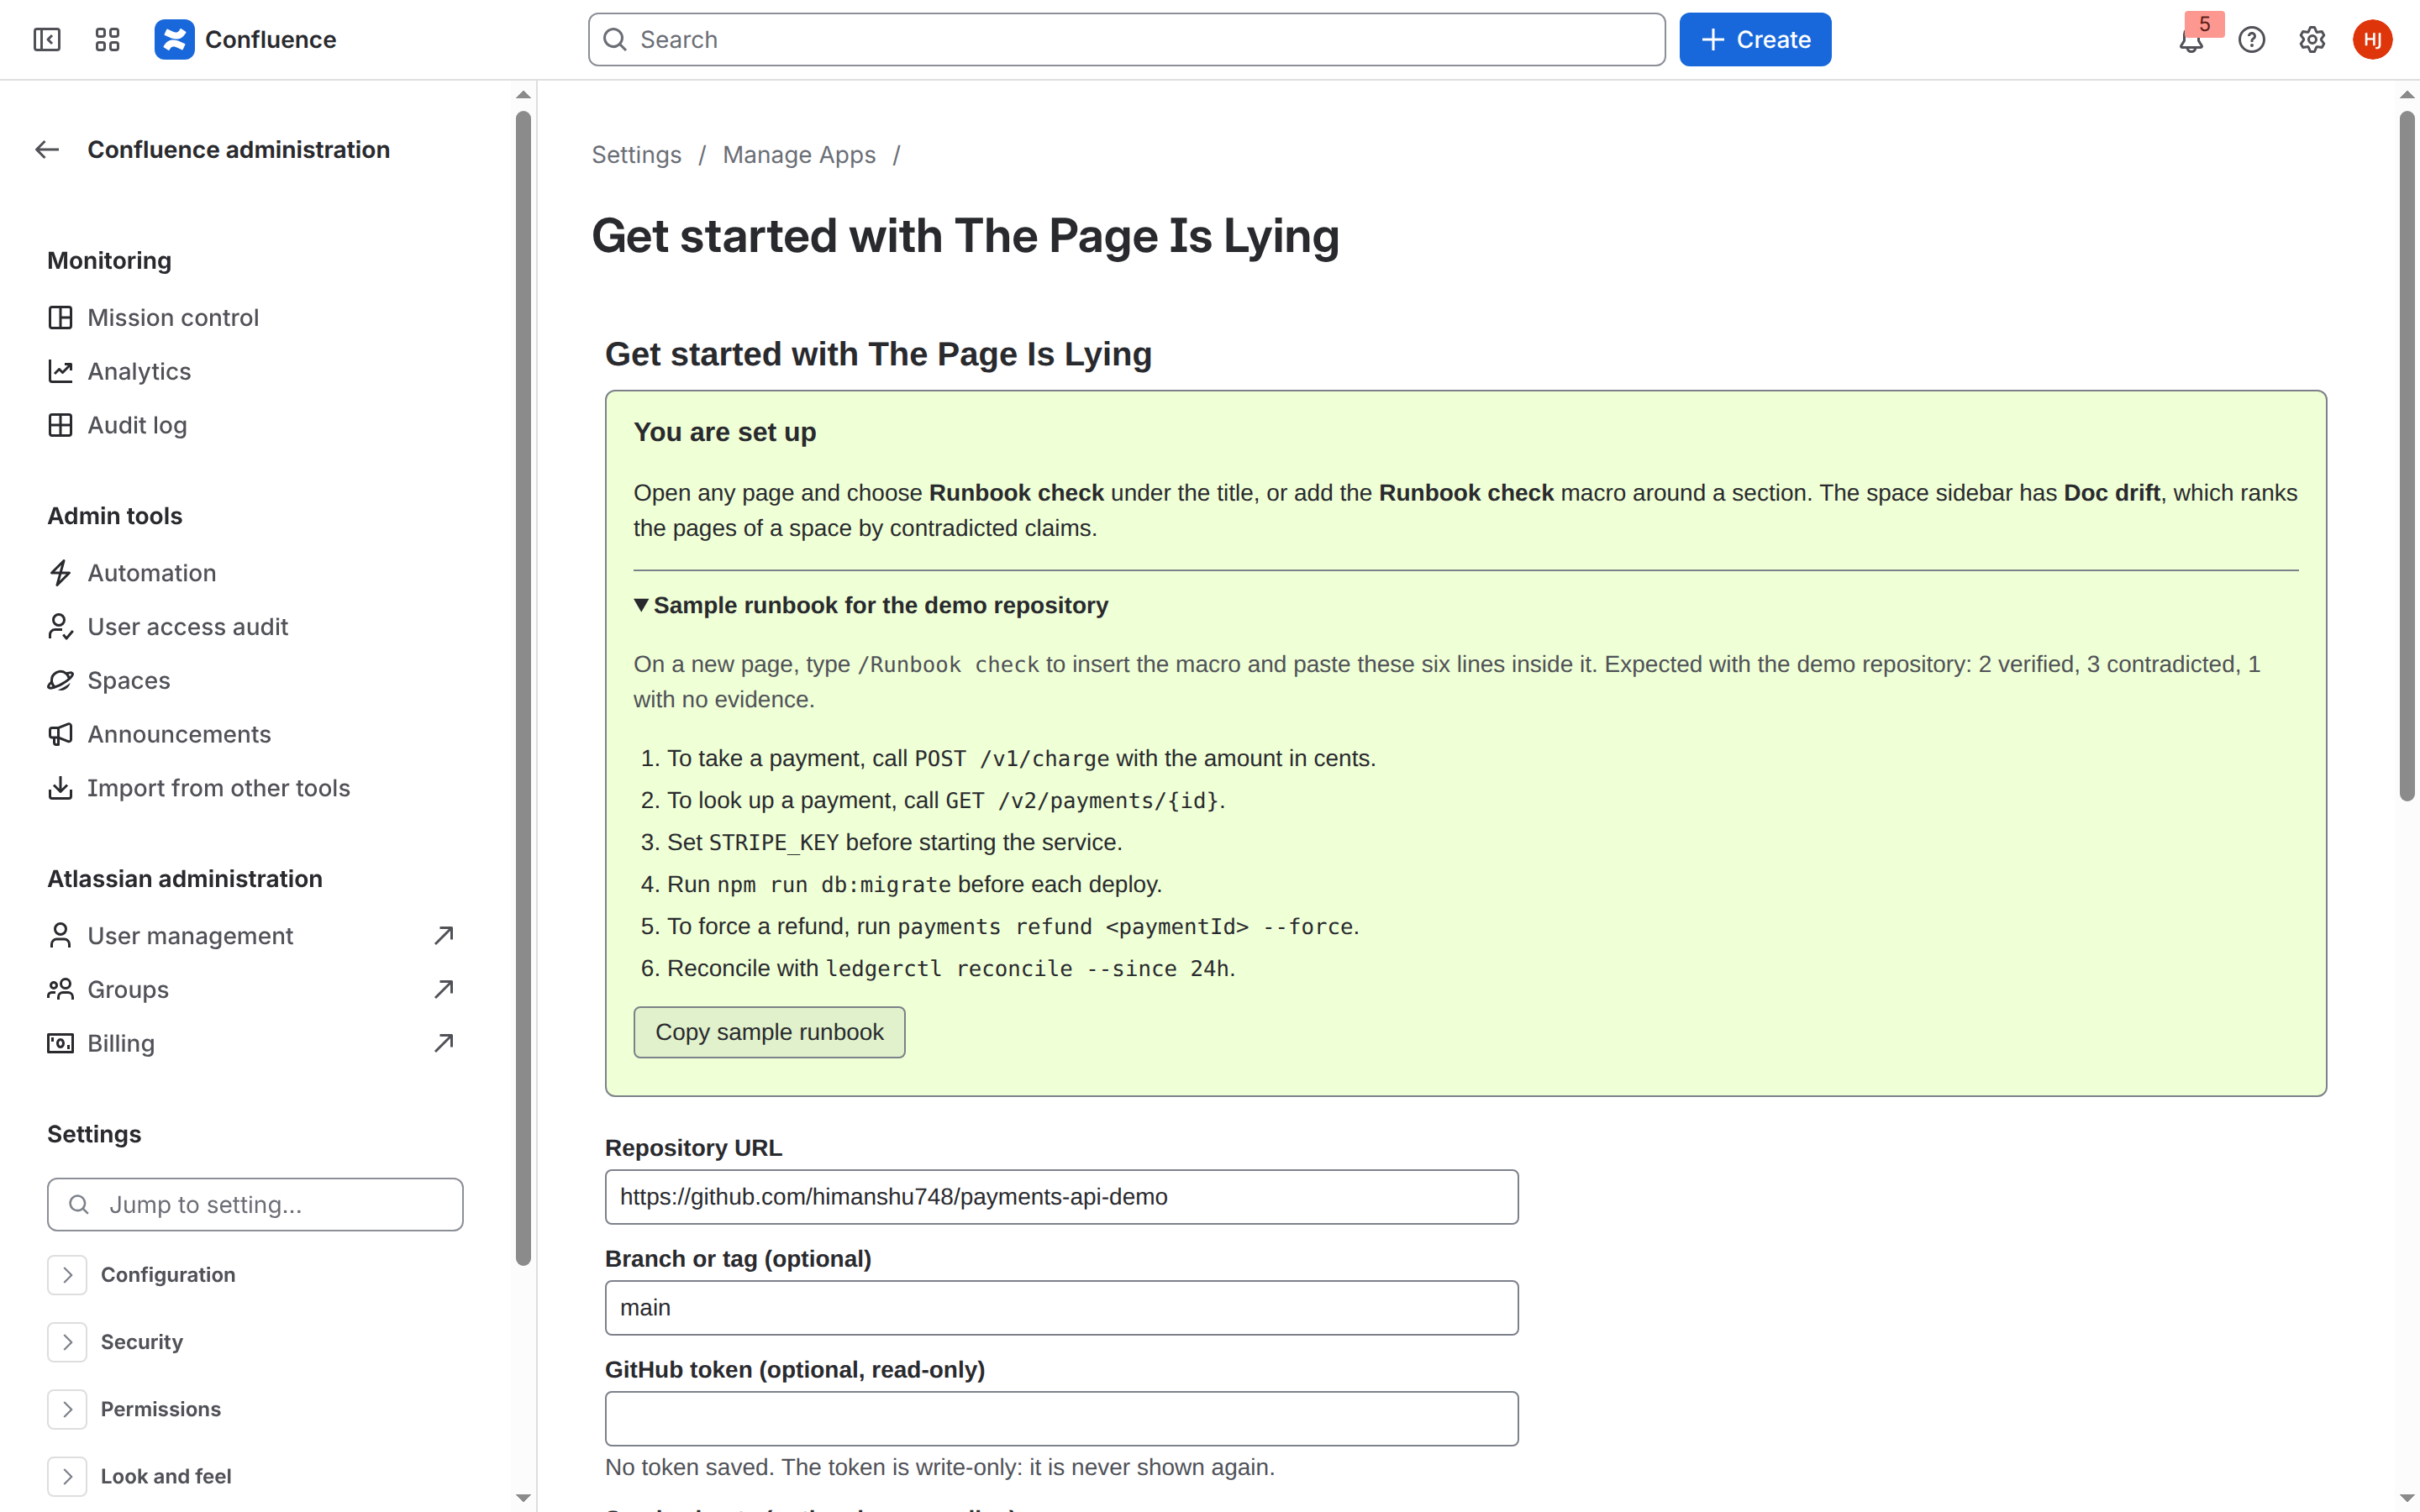 Confluence
Search
Create
5
HJ
Confluence administration
Monitoring
Mission control
Analytics
Audit log
Admin tools
Automation
User access audit
Spaces
Announcements
Import from other tools
Atlassian administration
User management
Groups
Billing
Settings
Jump to setting...
Configuration
Security
Permissions
Look and feel
Settings / Manage Apps /
Get started with The Page Is Lying
Get started with The Page Is Lying
You are set up
Open any page and choose Runbook check under the title, or add the Runbook check macro around a section. The space sidebar has Doc drift, which ranks
the pages of a space by contradicted claims.
Sample runbook for the demo repository
On a new page, type /Runbook check to insert the macro and paste these six lines inside it. Expected with the demo repository: 2 verified, 3 contradicted, 1
with no evidence.
1. To take a payment, call POST /v1/charge with the amount in cents.
2. To look up a payment, call GET /v2/payments/{id}.
3. Set STRIPE_KEY before starting the service.
4. Run npm run db:migrate before each deploy.
5. To force a refund, run payments refund <paymentId> --force.
6. Reconcile with ledgerctl reconcile --since 24h.
Copy sample runbook
Repository URL
https://github.com/himanshu748/payments-api-demo
Branch or tag (optional)
main
GitHub token (optional, read-only)
No token saved. The token is write-only: it is never shown again.